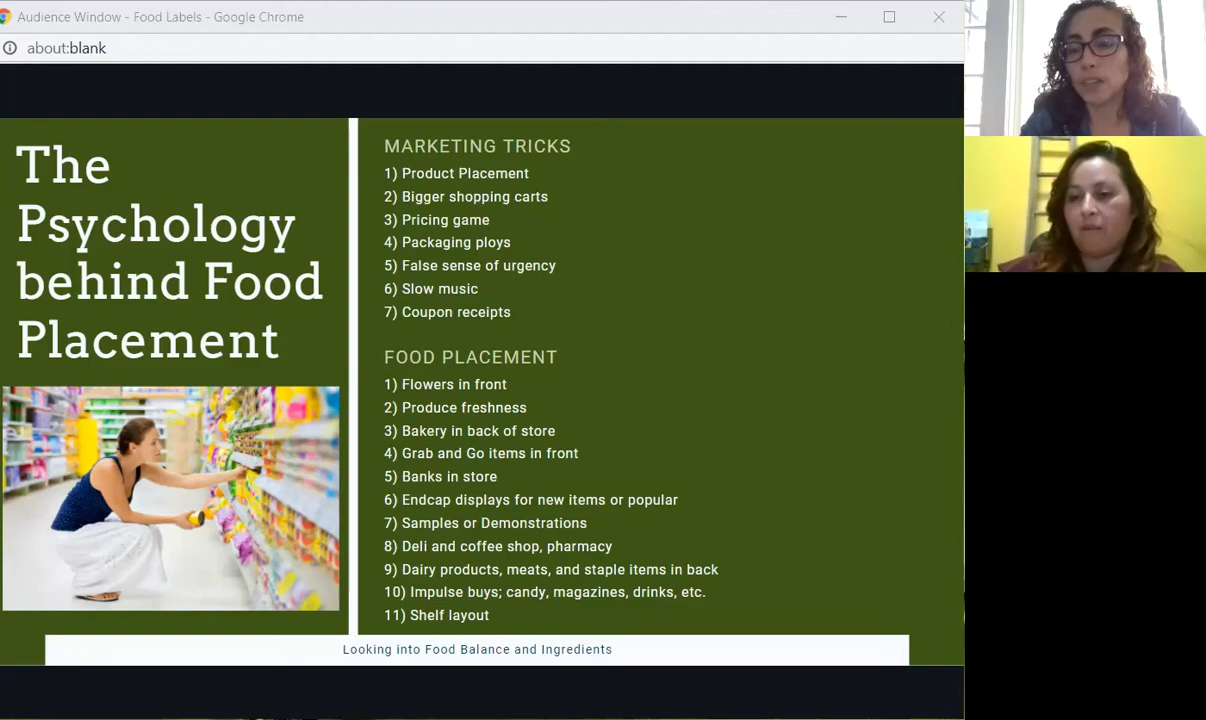 Audience Window - Food Labels - Google Chrome
about:blank
The
Psychology
behind Food
Placement
MARKETING TRICKS
1) Product Placement
2) Bigger shopping carts
3) Pricing game
4) Packaging ploys
5) False sense of urgency
6) Slow music
7) Coupon receipts
FOOD PLACEMENT
1) Flowers in front
2) Produce freshness
3) Bakery in back of store
4) Grab and Go items in front
5) Banks in store
6) Endcap displays for new items or popular
7) Samples or Demonstrations
8) Deli and coffee shop, pharmacy
9) Dairy products, meats, and staple items in back
10) Impulse buys; candy, magazines, drinks, etc.
11) Shelf layout
Looking into Food Balance and Ingredients